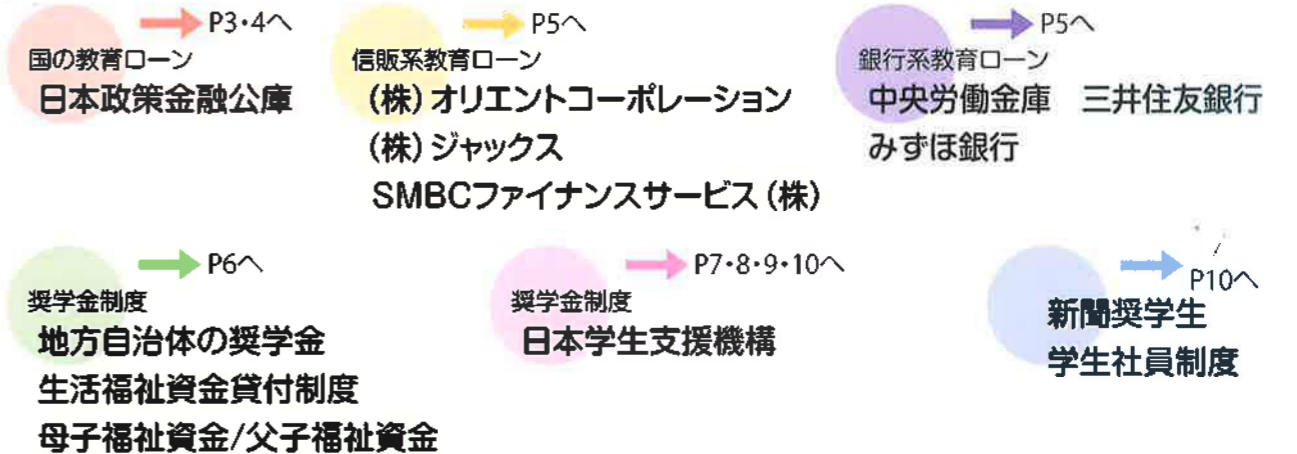 P3・4へ
国の教育ローン
日本政策金融公庫
P5へ
信販系教育ローン
(株)オリエントコーポレーション
(株)ジャックス
SMBCファイナンスサービス(株)
P5へ
銀行系教育ローン
中央労働金庫 三井住友銀行
みずほ銀行
P6へ
奨学金制度
地方自治体の奨学金
生活福祉資金貸付制度
母子福祉資金/父子福祉資金
P7・8・9・10へ
奨学金制度
日本学生支援機構
P10へ
新聞奨学生
学生社員制度